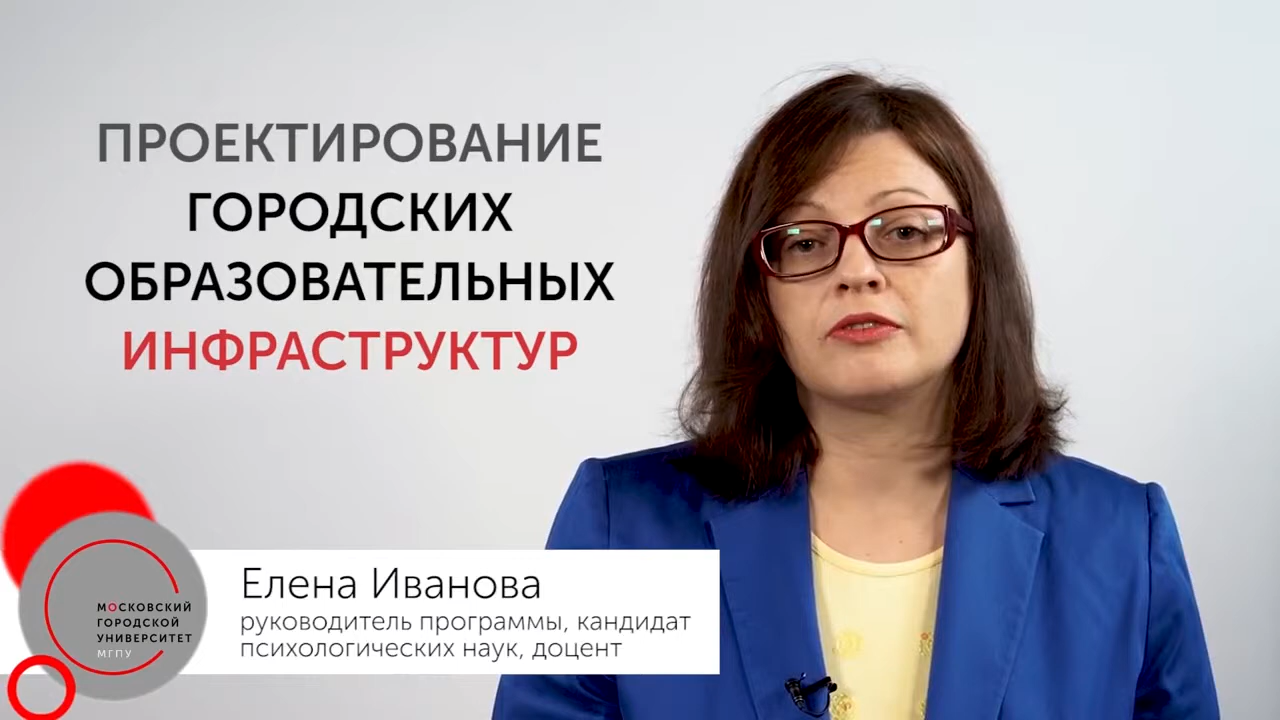 ПРОЕКТИРОВАНИЕ
ГОРОДСКИХ
ОБРАЗОВАТЕЛЬНЫХ
ИНФРАСТРУКТУР
Елена Иванова
руководитель программы, кандидат
психологических наук, доцент
МОСКОВСКИЙ
ГОРОДСКОЙ
УНИВЕРСИТЕТ
МГПУ